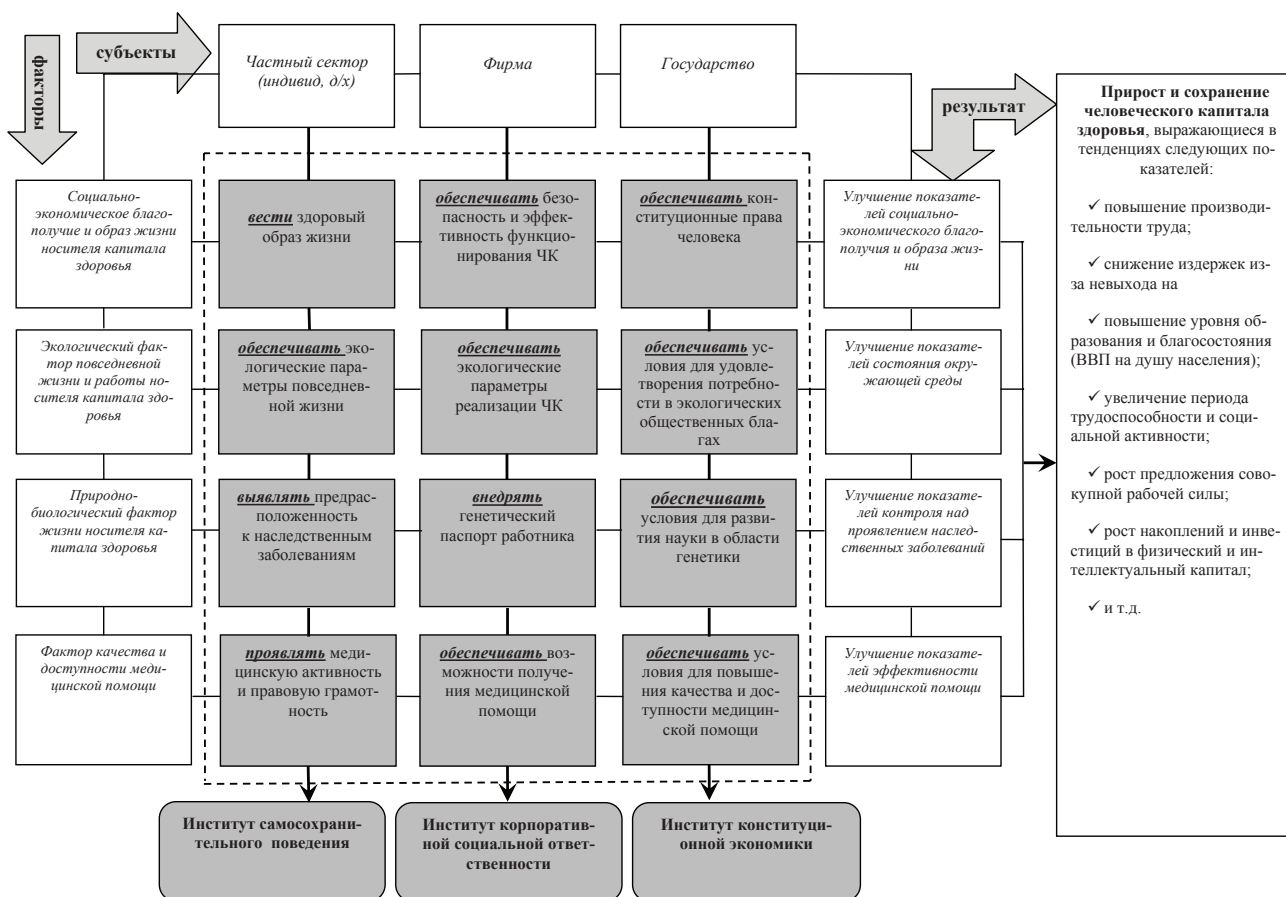 субъекты
факторы
Частный сектор
(индивид, д/х)
Фирма
Государство
результат
Социально-
экономическое благо-
получие и образ жизни
носителя капитала
здоровья
вести здоровый
образ жизни
обеспечивать безо-
пасность и эффек-
тивность функцио-
нирования ЧК
обеспечивать кон-
ституционные права
человека
Улучшение показате-
лей социально-
экономического благо-
получия и образа жиз-
ни
Экологический фак-
тор повседневной
жизни и работы но-
сителя капитала здо-
ровья
обеспечивать эко-
логические пара-
метры повседнев-
ной жизни
обеспечивать
экологические
параметры
реализации ЧК
обеспечивать ус-
ловия для удовле-
творения потребно-
сти в экологических
общественных бла-
гах
Улучшение показате-
лей состояния окру-
жающей среды
Природно-
биологический фактор
жизни носителя ка-
питала здоровья
выявлять предрас-
положенность
к наследственным
заболеваниям
внедрять
генетический
паспорт работника
обеспечивать
условия для разви-
тия науки в области
генетики
Улучшение показате-
лей контроля над
проявлением наслед-
ственных заболеваний
Фактор качества и
доступности меди-
цинской помощи
проявлять меди-
цинскую активность
и правовую грамот-
ность
обеспечивать воз-
можности получе-
ния медицинской
помощи
обеспечивать ус-
ловия для повыше-
ния качества и дос-
тупности медицин-
ской помощи
Улучшение показате-
лей эффективности
медицинской помощи
Институт самосохрани-
тельного поведения
Институт корпоратив-
ной социальной ответ-
ственности
Институт конституци-
онной экономики
Прирост и сохранение
человеческого капитала
здоровья, выражающиеся в
тенденциях следующих по-
казателей:
✓ повышение производи-
тельности труда;
✓ снижение издержек из-
за невыхода на
✓ повышение уровня об-
разования и благосостояния
(ВВП на душу населения);
✓ увеличение периода
трудоспособности и соци-
альной активности;
✓ рост предложения сово-
купной рабочей силы;
✓ рост накоплений и инве-
стиций в физический и ин-
теллектуальный капитал;
✓ и т.д.